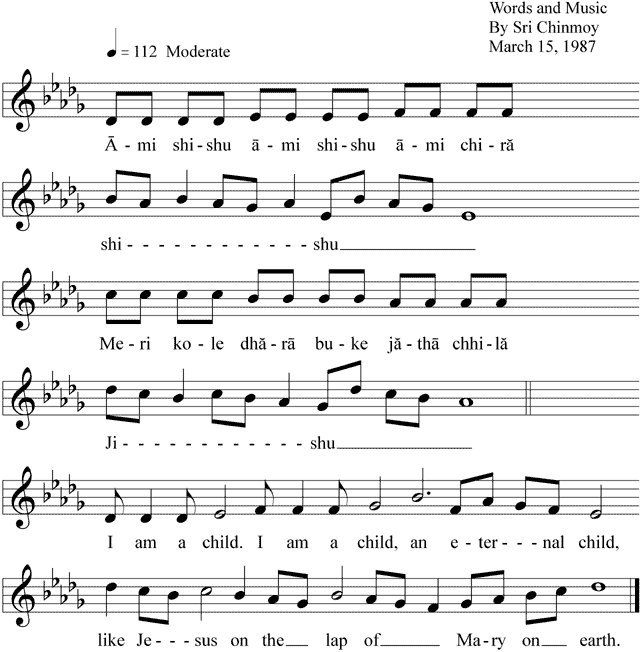 Words and Music
By Sri Chinmoy
March 15, 1987
= 112 Moderate
Ā - mi shi - shu ā - mi shi - shu ā - mi chi - ră
shi - - - - - - - - - - - - shu
Me - ri ko - le dhă - rā bu - ke jă - thā chhi - lă
Ji - - - - - - - - - - - - shu
I am a child. I am a child, an e - ter - - - nal child,
like Je - - - sus on the lap of Ma - ry on earth.